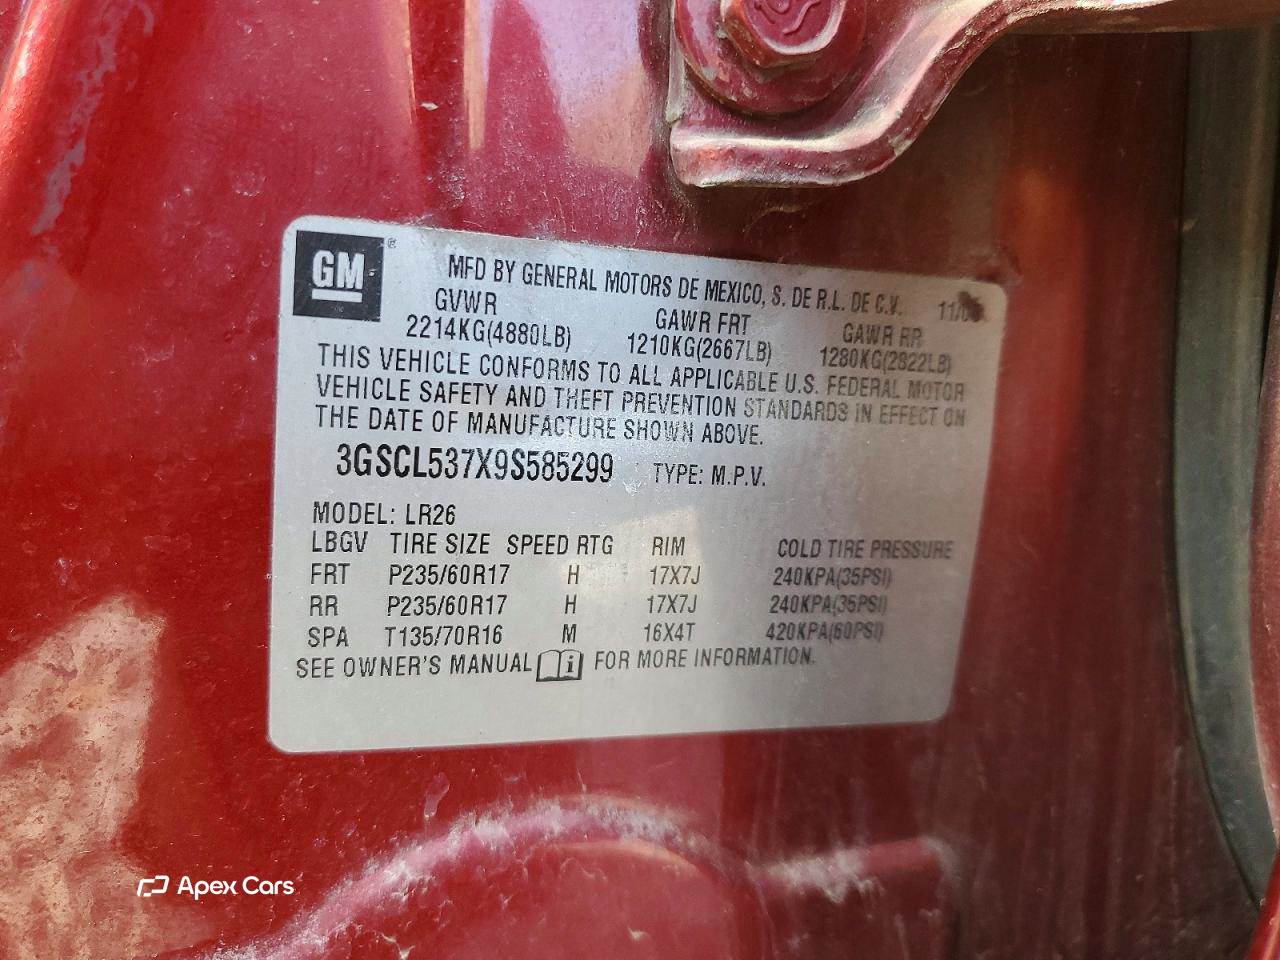 GM ®
MFD BY GENERAL MOTORS DE MEXICO, S. DE R.L. DE C.V. 11/0
GVWR GAWR FRT GAWR RR
2214KG(4880LB) 1210KG(2667LB) 1280KG(2822LB)
THIS VEHICLE CONFORMS TO ALL APPLICABLE U.S. FEDERAL MOTOR
VEHICLE SAFETY AND THEFT PREVENTION STANDARDS IN EFFECT ON
THE DATE OF MANUFACTURE SHOWN ABOVE.
3GSCL537X9S585299 TYPE: M.P.V.
MODEL: LR26
LBGV TIRE SIZE SPEED RTG RIM COLD TIRE PRESSURE
FRT P235/60R17 H 17X7J 240KPA(35PSI)
RR P235/60R17 H 17X7J 240KPA(35PSI)
SPA T135/70R16 M 16X4T 420KPA(60PSI)
SEE OWNER'S MANUAL i FOR MORE INFORMATION.
Apex Cars